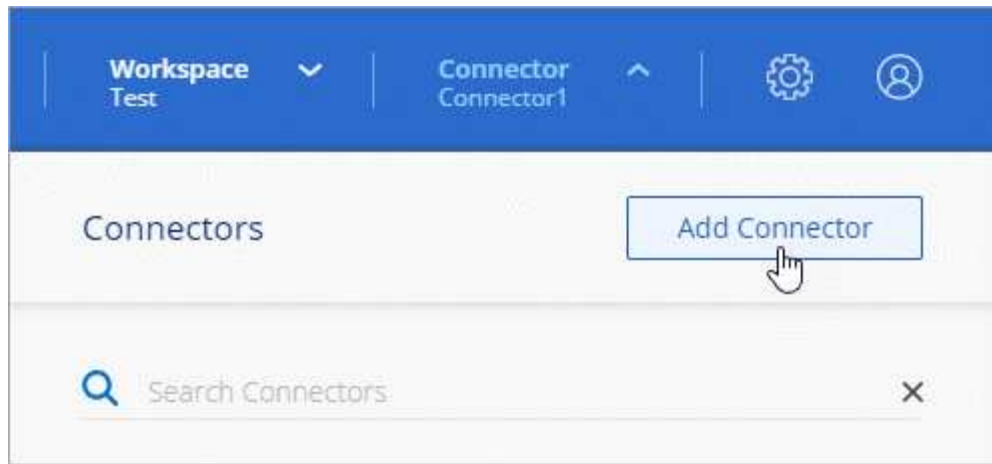 Workspace
Test
Connector
Connector1
Connectors
Add Connector
Search Connectors